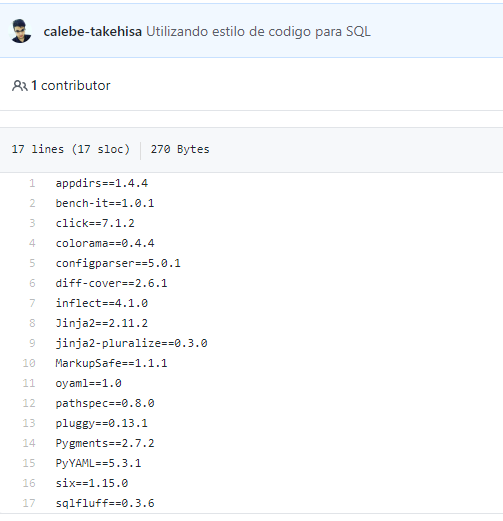 calebe-takehisa Utilizando estilo de codigo para SQL
1 contributor
17 lines (17 sloc) 270 Bytes
1 appdirs==1.4.4
2 bench-it==1.0.1
3 click==7.1.2
4 colorama==0.4.4
5 configparser==5.0.1
6 diff-cover==2.6.1
7 inflect==4.1.0
8 Jinja2==2.11.2
9 jinja2-pluralize==0.3.0
10 MarkupSafe==1.1.1
11 oyaml==1.0
12 pathspec==0.8.0
13 pluggy==0.13.1
14 Pygments==2.7.2
15 PyYAML==5.3.1
16 six==1.15.0
17 sqlfluff==0.3.6